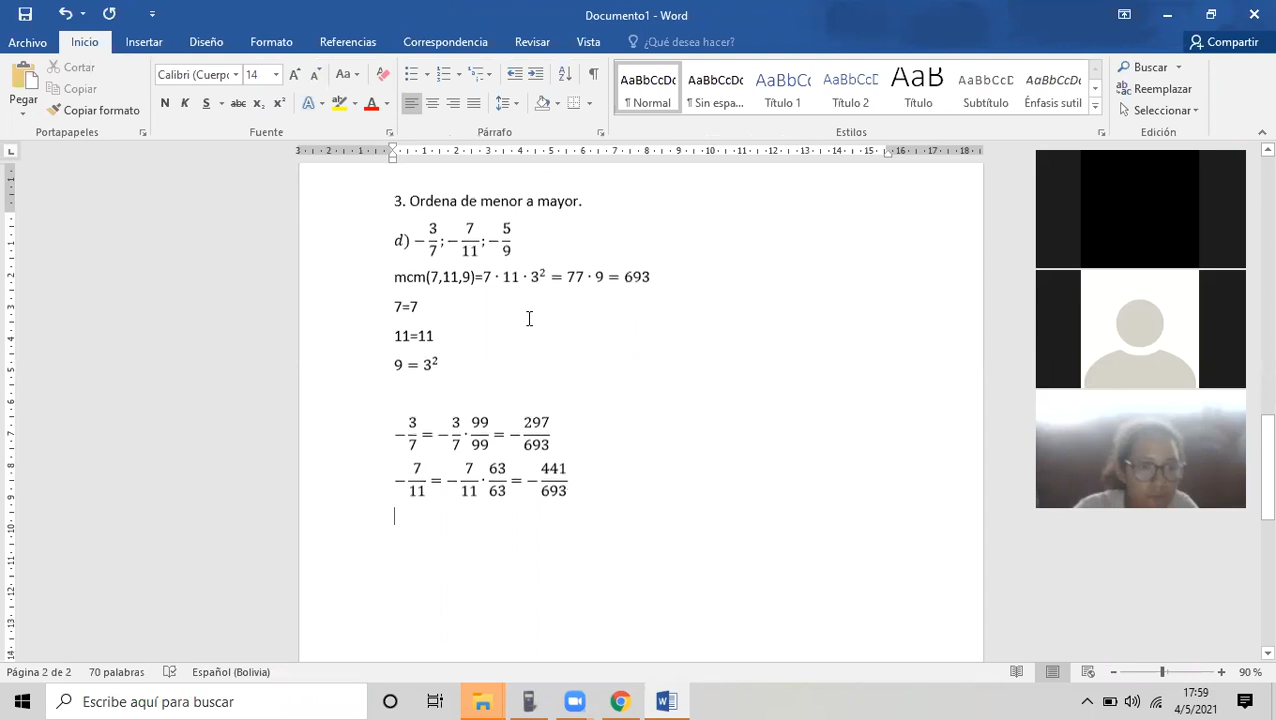 Documento1 - Word
Archivo Inicio Insertar Diseño Formato Referencias Correspondencia Revisar Vista ¿Qué desea hacer? Compartir
Cortar
Copiar
Copiar formato
Pegar
Calibri (Cuerpo 14
AaBbCcDc AaBbCcDc AaBbCcD AaBbCcD AaB AaBbCcD AaBbCcDc
¶ Normal ¶ Sin espa... Título 1 Título 2 Título Subtítulo Énfasis sutil
Buscar
Reemplazar
Seleccionar
Portapapeles Fuente Párrafo Estilos Edición
3. Ordena de menor a mayor.
d) −3/7; −7/11; −5/9
mcm(7,11,9)=7 · 11 · 3² = 77 · 9 = 693
7=7
11=11
9 = 3²
−3/7 = −3/7 · 99/99 = −297/693
−7/11 = −7/11 · 63/63 = −441/693
Página 2 de 2 70 palabras Español (Bolivia) 90 %
Escribe aquí para buscar
17:59
4/5/2021